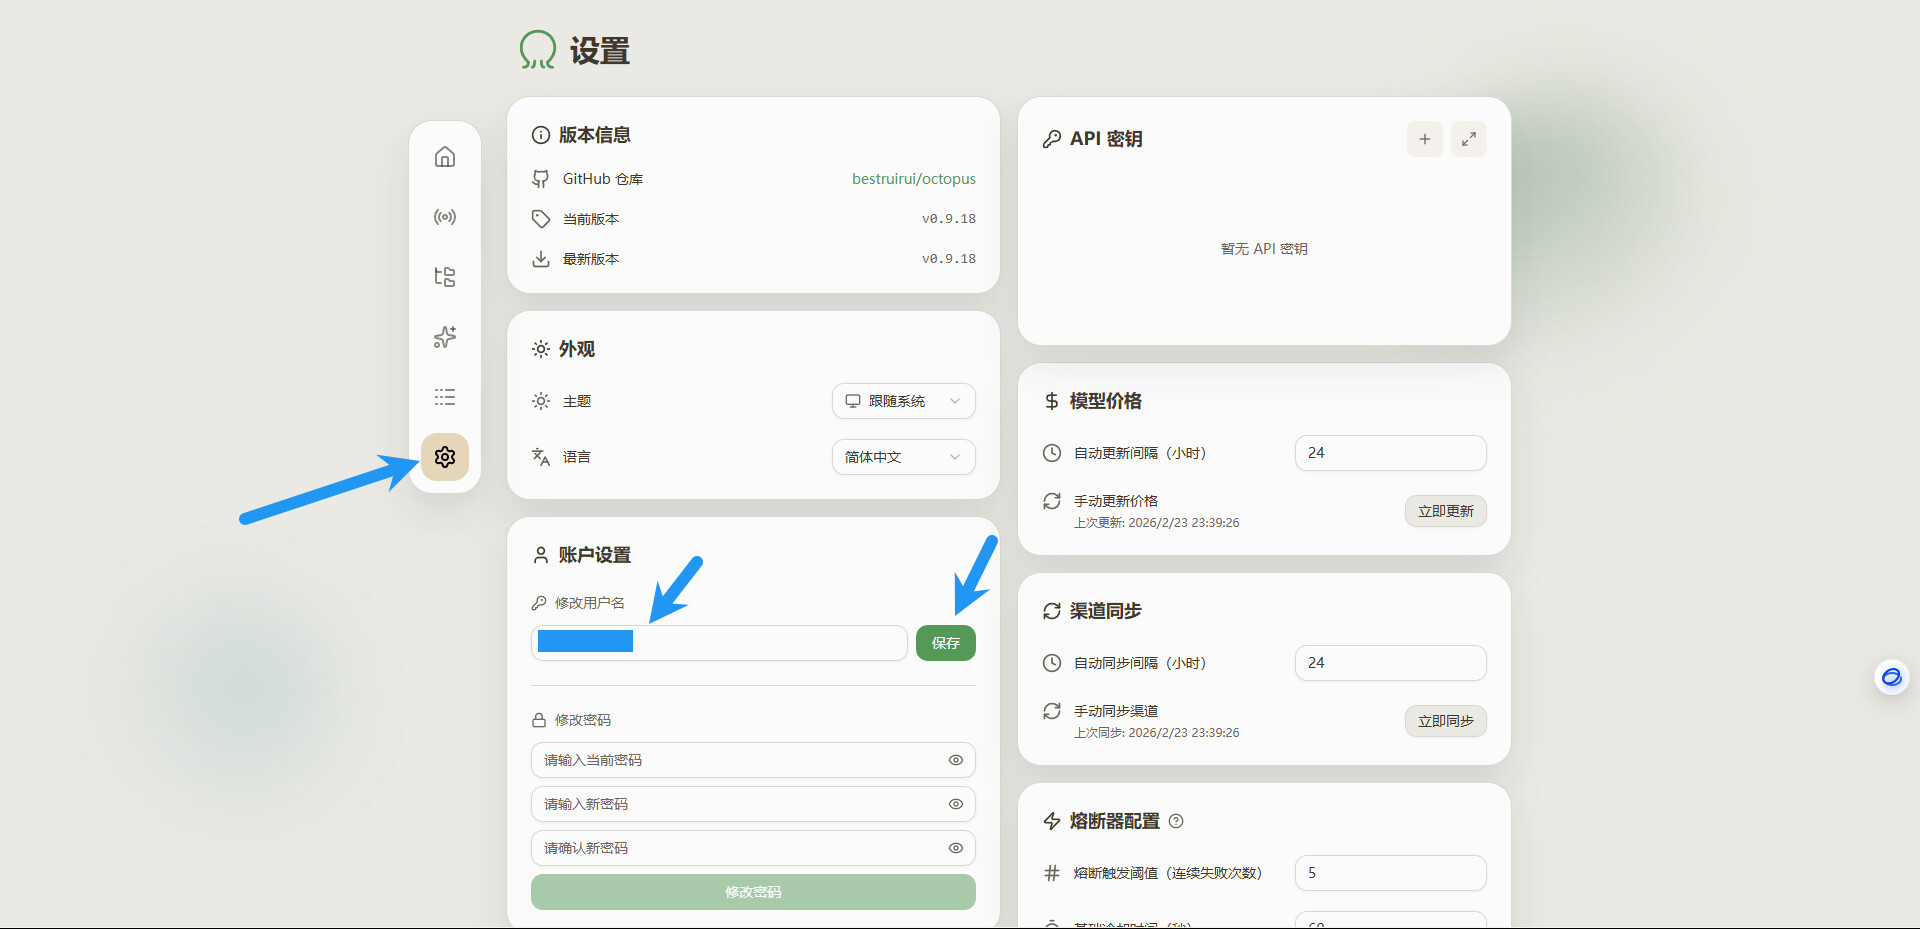 设置
版本信息
GitHub 仓库
bestruirui/octopus
当前版本
v0.9.18
最新版本
v0.9.18
外观
主题
跟随系统
语言
简体中文
账户设置
修改用户名
保存
修改密码
请输入当前密码
请输入新密码
请确认新密码
修改密码
API 密钥
暂无 API 密钥
模型价格
自动更新间隔（小时）
24
手动更新价格
上次更新: 2026/2/23 23:39:26
立即更新
渠道同步
自动同步间隔（小时）
24
手动同步渠道
上次同步: 2026/2/23 23:39:26
立即同步
熔断器配置
熔断触发阈值（连续失败次数）
5